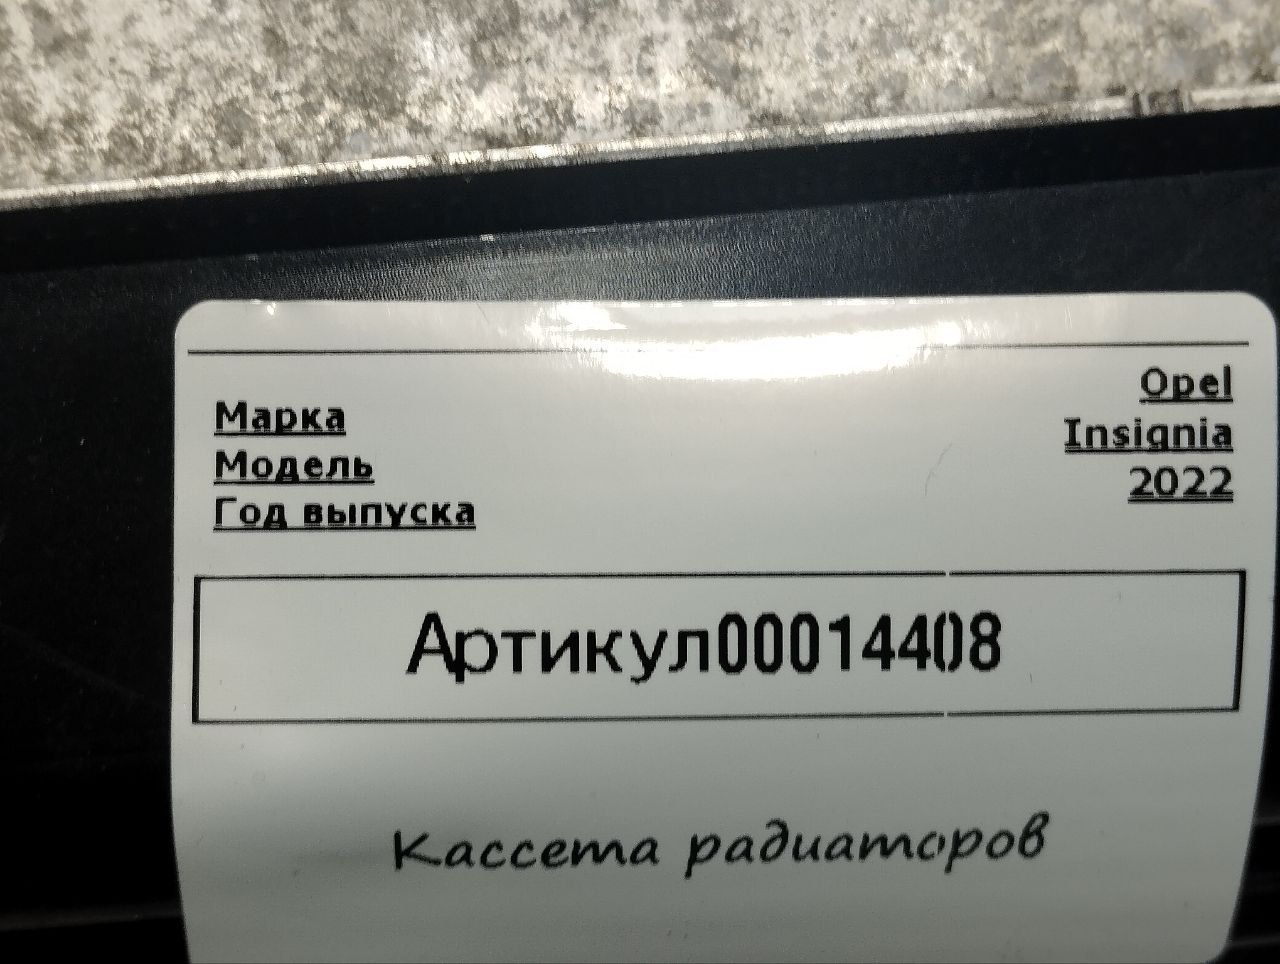 Марка Opel
Модель Insignia
Год выпуска 2022
Артикул00014408
Кассета радиаторов